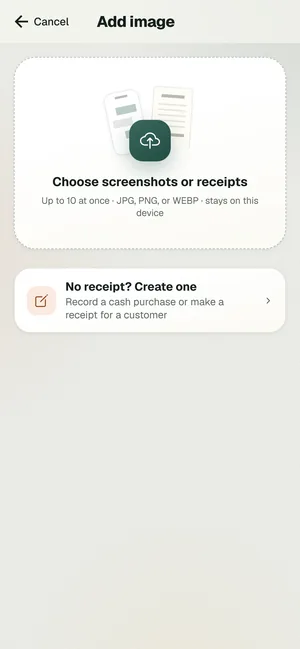 Cancel
Add image
Choose screenshots or receipts
Up to 10 at once · JPG, PNG, or WEBP · stays on this
device
No receipt? Create one
Record a cash purchase or make a
receipt for a customer